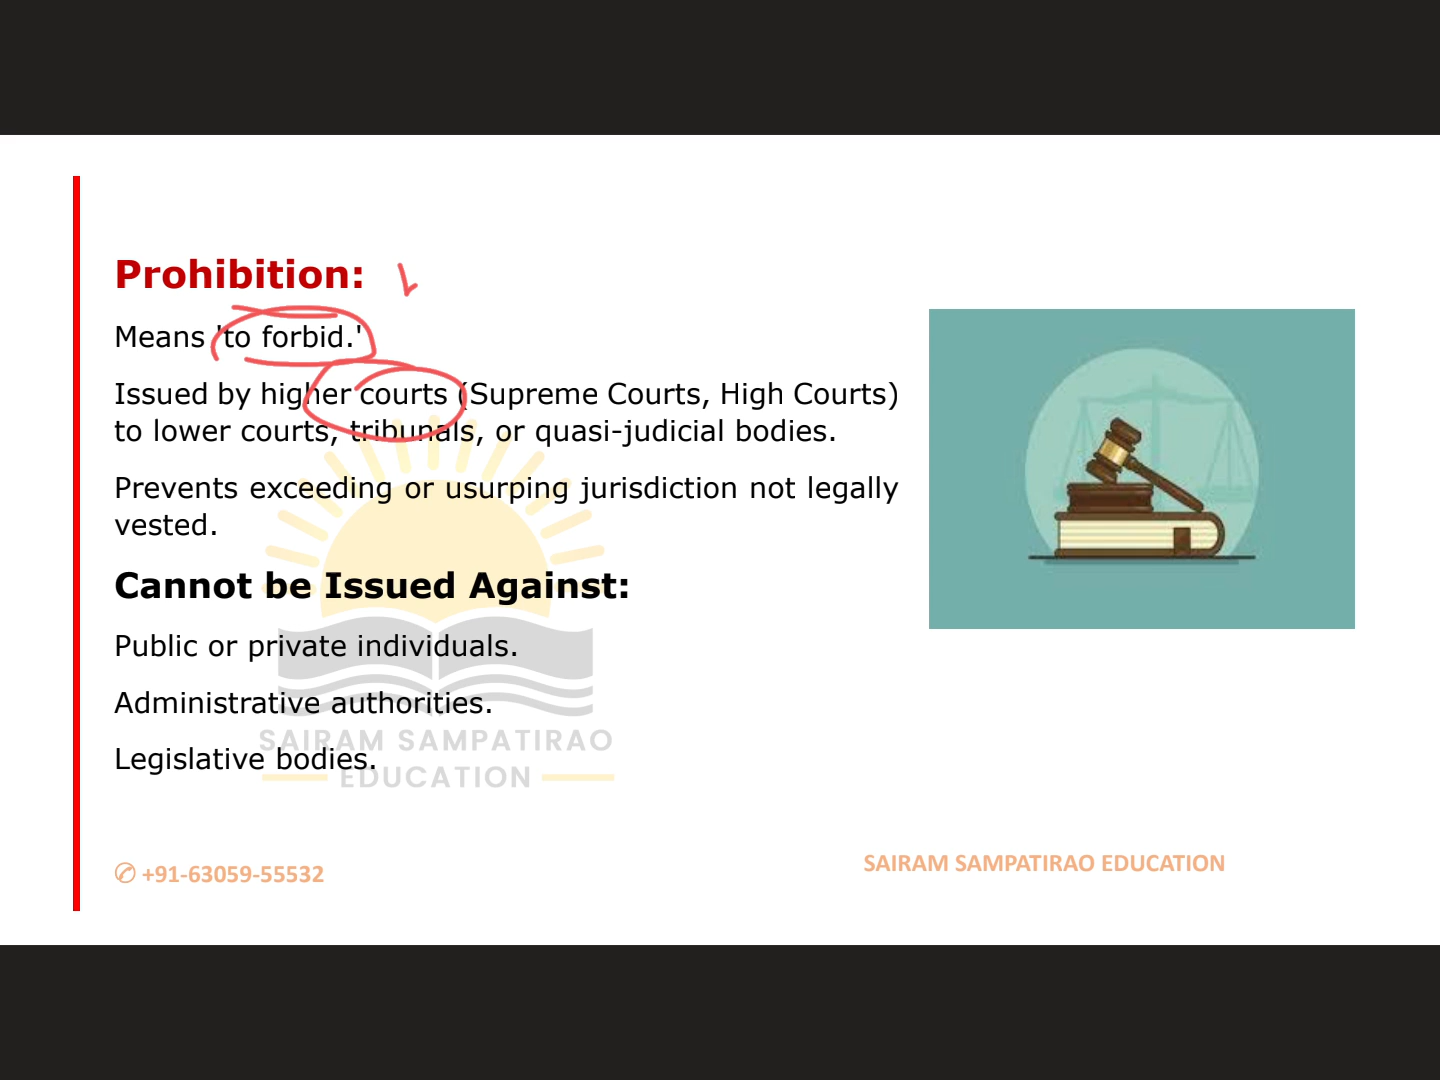 Prohibition:
Means 'to forbid.'
Issued by higher courts (Supreme Courts, High Courts)
to lower courts, tribunals, or quasi-judicial bodies.
Prevents exceeding or usurping jurisdiction not legally
vested.
Cannot be Issued Against:
Public or private individuals.
Administrative authorities.
SAIRAM SAMPATIRAO
Legislative bodies.
EDUCATION
✆ +91-63059-55532
SAIRAM SAMPATIRAO EDUCATION